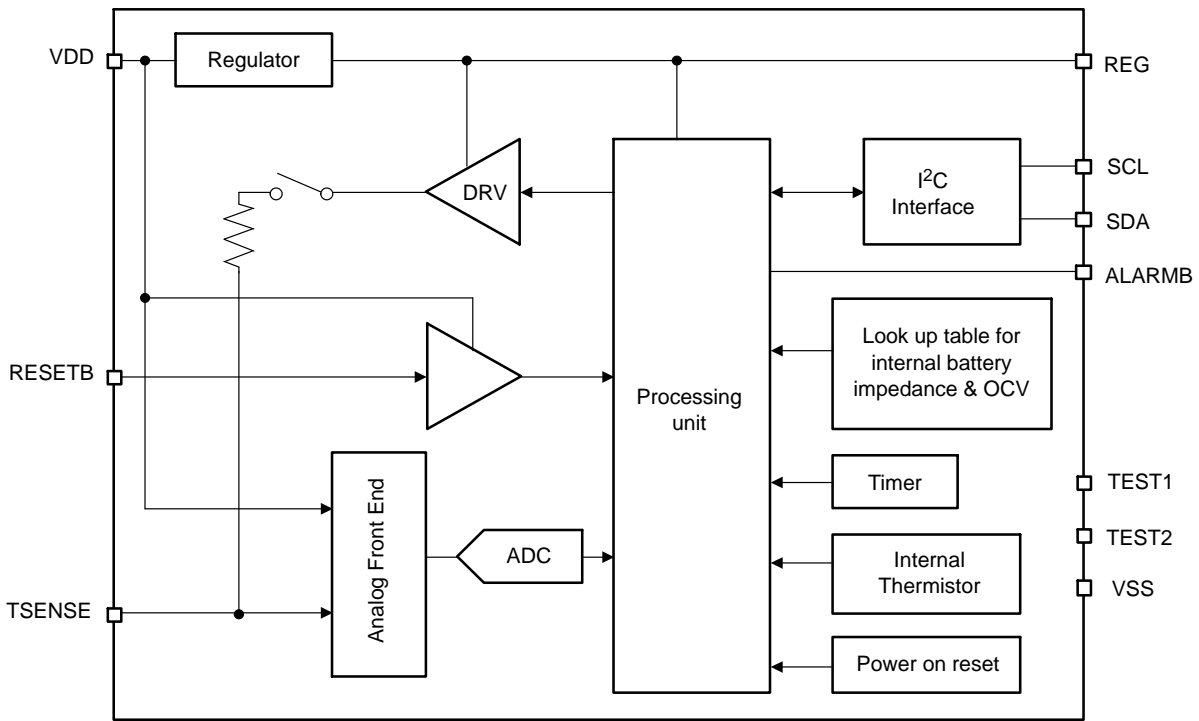 VDD
Regulator
REG
DRV
I²C
Interface
SCL
SDA
ALARMB
Look up table for
internal battery
impedance & OCV
RESETB
Processing
unit
Timer
TEST1
Analog Front End
ADC
TEST2
Internal
Thermistor
VSS
TSENSE
Power on reset